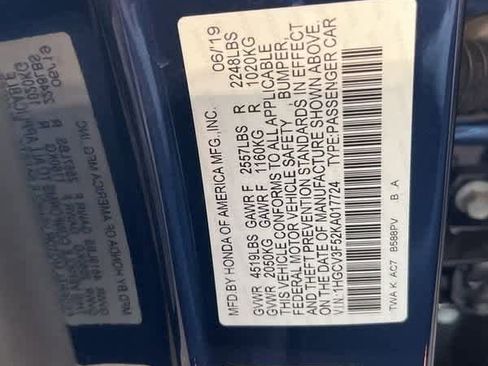 MFD BY HONDA OF AMERICA MFG., INC. 06/19
GVWR 4519LBS GAWR F 2557LBS R 2248LBS
GVWR 2050KG GAWR F 1160KG R 1020KG
THIS VEHICLE CONFORMS TO ALL APPLICABLE
FEDERAL MOTOR VEHICLE SAFETY , BUMPER,
AND THEFT PREVENTION STANDARDS IN EFFECT
ON THE DATE OF MANUFACTURE SHOWN ABOVE.
VIN:1HGCV3F52KA017724 TYPE:PASSENGER CAR
TWA K AC7 B588PV B .A